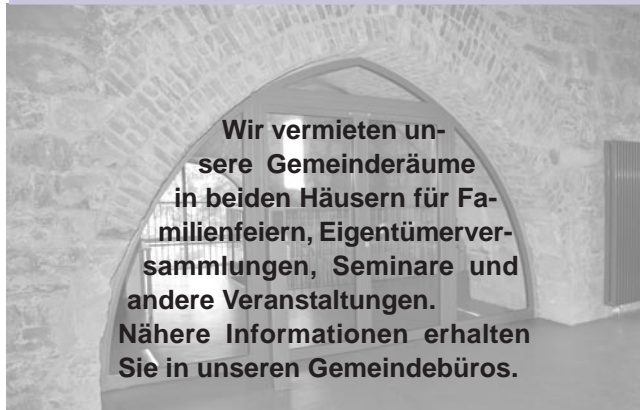 Wir vermieten un-
sere Gemeinderäume
in beiden Häusern für Fa-
milienfeiern, Eigentümerver-
sammlungen, Seminare und
andere Veranstaltungen.
Nähere Informationen erhalten
Sie in unseren Gemeindebüros.